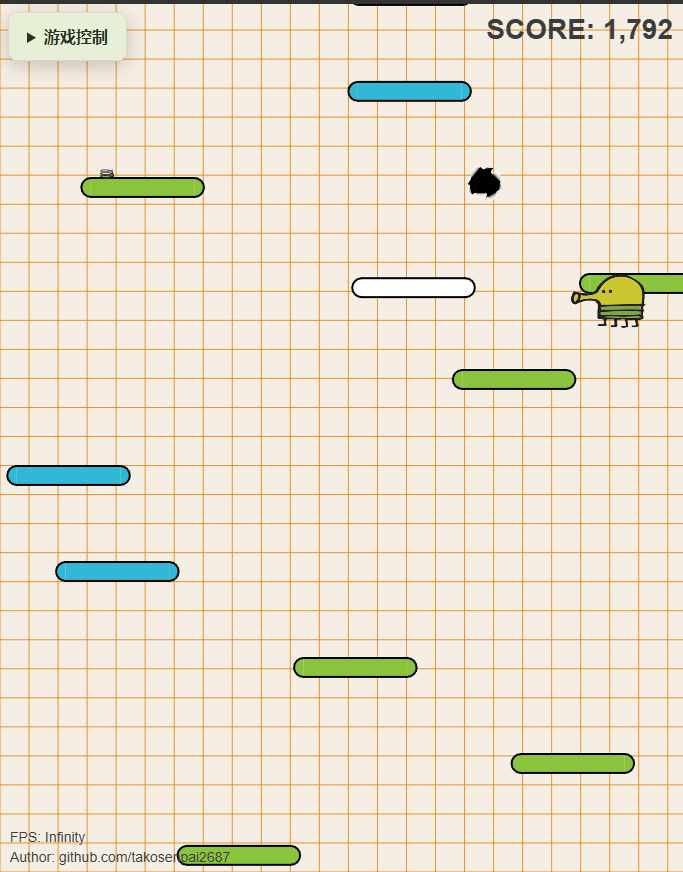 ▶ 游戏控制
SCORE: 1,792
FPS: Infinity
Author: github.com/takosenpai2687